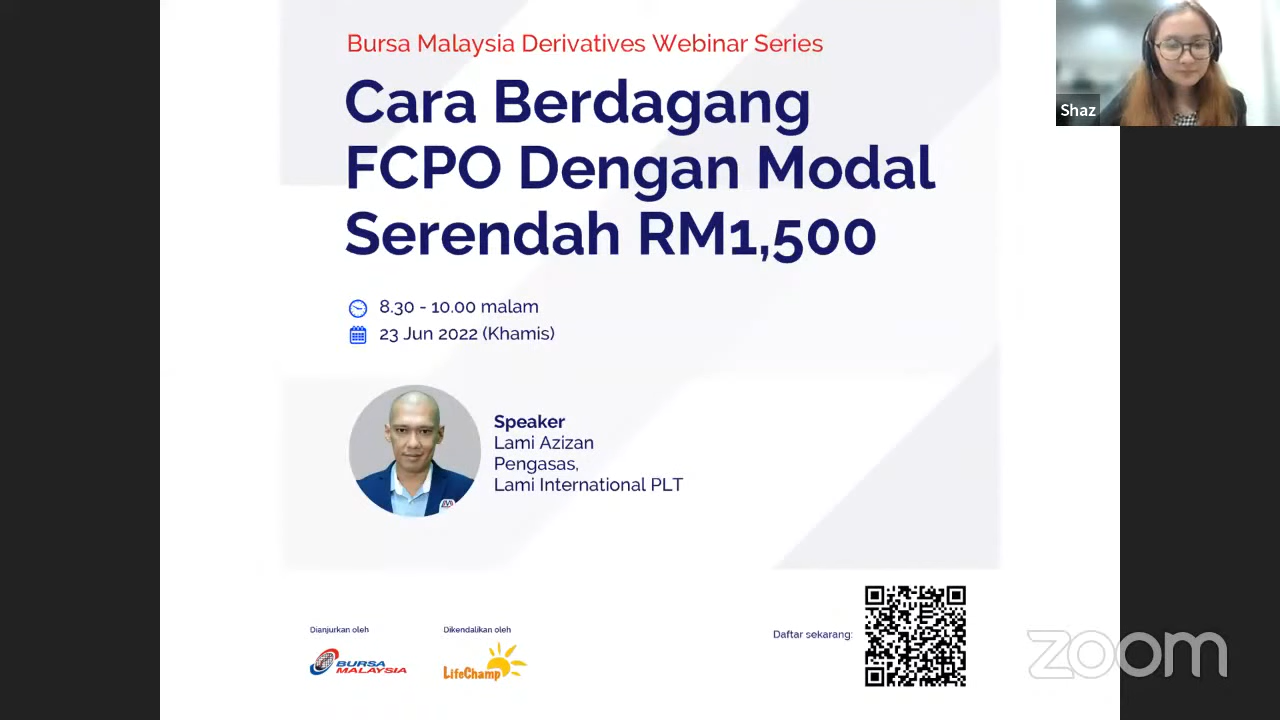 Bursa Malaysia Derivatives Webinar Series
Cara Berdagang
FCPO Dengan Modal
Serendah RM1,500
8.30 - 10.00 malam
23 Jun 2022 (Khamis)
Speaker
Lami Azizan
Pengasas,
Lami International PLT
Dianjurkan oleh
BURSA
MALAYSIA
Dikendalikan oleh
LifeChamp
Daftar sekarang:
Shaz
zoom